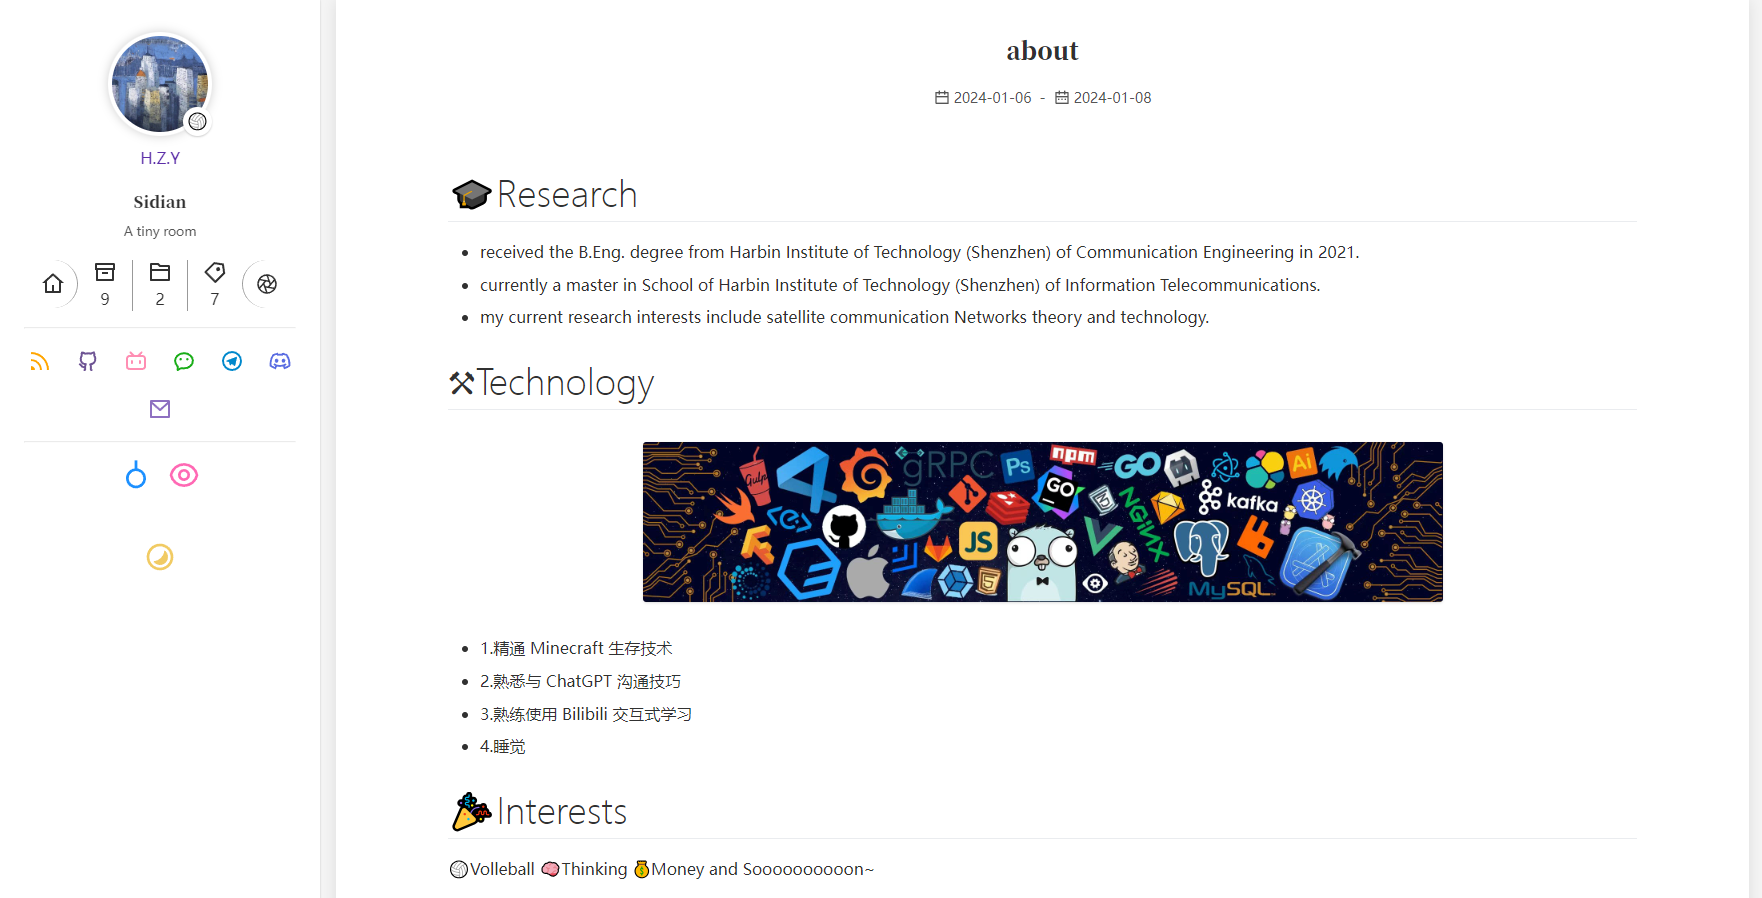 H.Z.Y
Sidian
A tiny room
9
2
7
about
2024-01-06 - 2024-01-08
Research
received the B.Eng. degree from Harbin Institute of Technology (Shenzhen) of Communication Engineering in 2021.
currently a master in School of Harbin Institute of Technology (Shenzhen) of Information Telecommunications.
my current research interests include satellite communication Networks theory and technology.
⚒Technology
Gulp
gRPC
Ps
npm
GO
Ai
GO
kafka
NGINX
JS
MySQL
1.精通 Minecraft 生存技术
2.熟悉与 ChatGPT 沟通技巧
3.熟练使用 Bilibili 交互式学习
4.睡觉
Interests
🏐Volleball 🧠Thinking 💰Money and Soooooooooon~